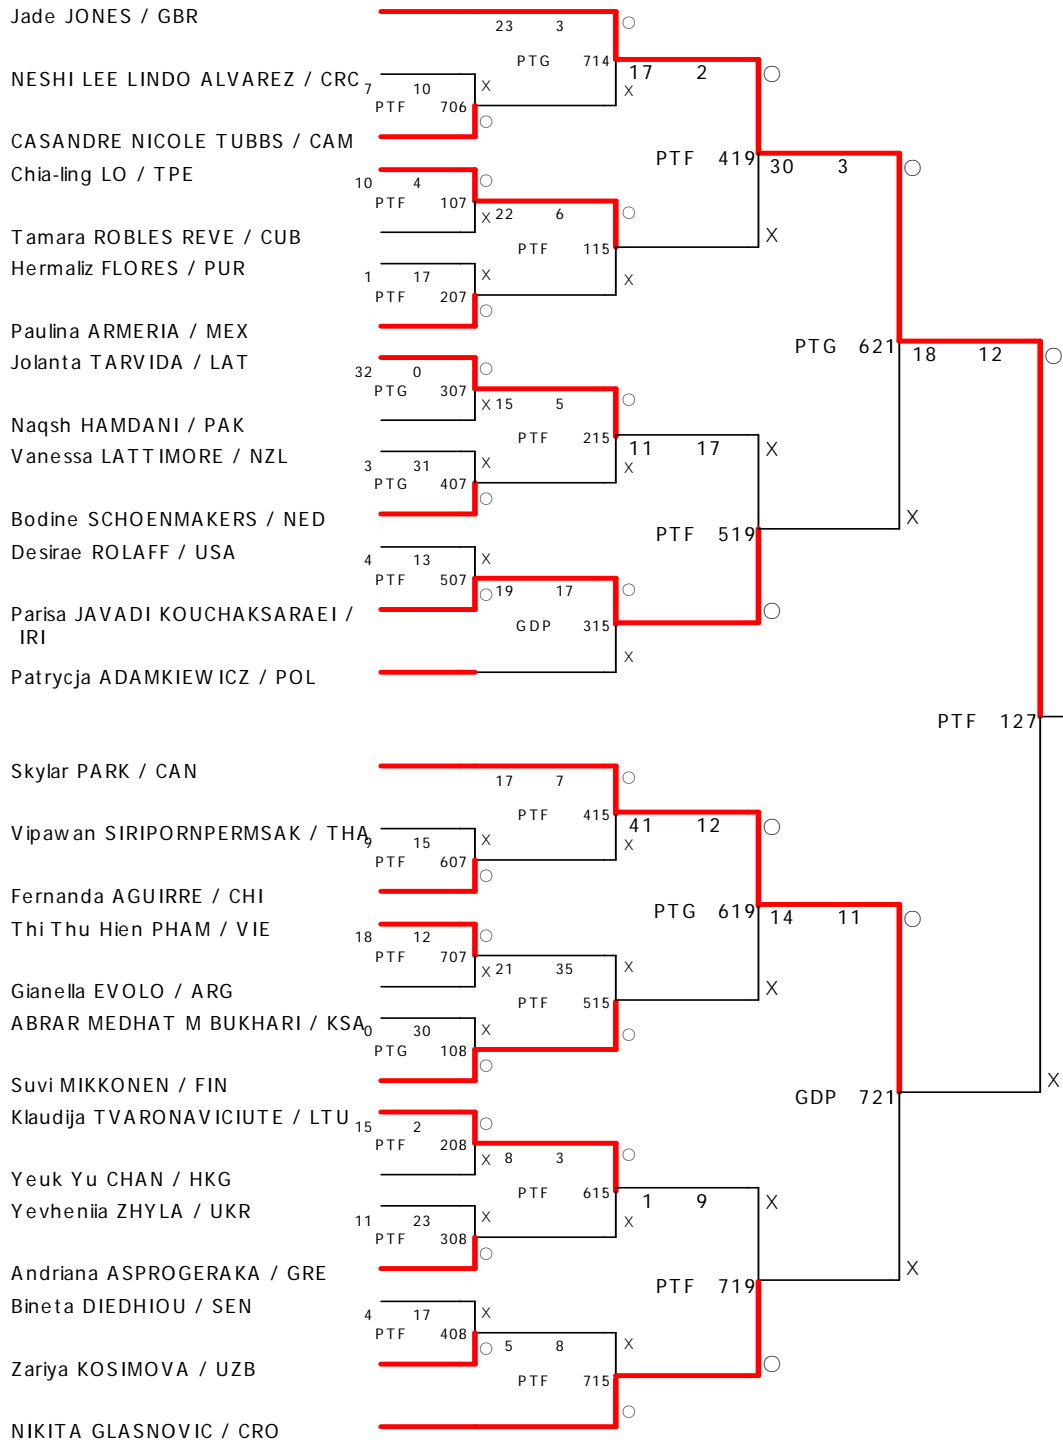 Jade JONES / GBR
23 3
PTG 714
NESHI LEE LINDO ALVAREZ / CRC
17 2
7 10
PTF 706
CASANDRE NICOLE TUBBS / CAM
PTF 419
30 3
Chia-ling LO / TPE
10 4
PTF 107
22 6
Tamara ROBLES REVE / CUB
PTF 115
Hermaliz FLORES / PUR
1 17
PTF 207
Paulina ARMERIA / MEX
PTG 621
18 12
Jolanta TARVIDA / LAT
32 0
PTG 307
15 5
Naqsh HAMDANI / PAK
PTF 215
11 17
Vanessa LATTIMORE / NZL
3 31
PTG 407
Bodine SCHOENMAKERS / NED
PTF 519
Desirae ROLAFF / USA
4 13
PTF 507
19 17
Parisa JAVADI KOUCHAKSARAEI /
IRI
GDP 315
Patrycja ADAMKIEWICZ / POL
PTF 127
Skylar PARK / CAN
17 7
PTF 415
41 12
Vipawan SIRIPORNPERMSAK / THA
9 15
PTF 607
Fernanda AGUIRRE / CHI
PTG 619
14 11
Thi Thu Hien PHAM / VIE
18 12
PTF 707
21 35
Gianella EVOLO / ARG
PTF 515
ABRAR MEDHAT M BUKHARI / KSA
0 30
PTG 108
Suvi MIKKONEN / FIN
GDP 721
Klaudija TVARONAVICIUTE / LTU
15 2
PTF 208
8 3
Yeuk Yu CHAN / HKG
PTF 615
1 9
Yevheniia ZHYLA / UKR
11 23
PTF 308
Andriana ASPROGERAKA / GRE
PTF 719
Bineta DIEDHIOU / SEN
4 17
PTF 408
5 8
Zariya KOSIMOVA / UZB
PTF 715
NIKITA GLASNOVIC / CRO